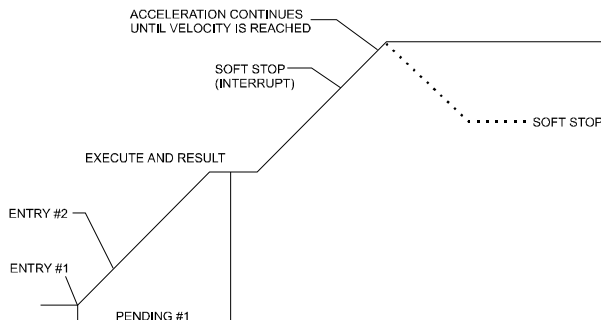 ACCELERATION CONTINUES
UNTIL VELOCITY IS REACHED
SOFT STOP
(INTERRUPT)
SOFT STOP
EXECUTE AND RESULT
ENTRY #2
ENTRY #1
PENDING #1